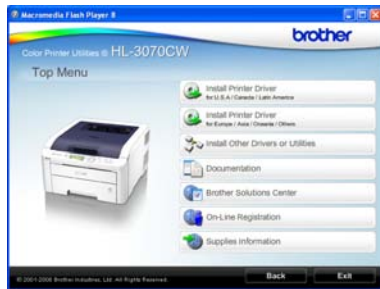 Macromedia Flash Player 8
brother
Color Printer Utilities HL-3070CW
Top Menu
Install Printer Driver
for U.S.A / Canada / Latin America
Install Printer Driver
for Europe / Asia / Oceania / Others
Install Other Drivers or Utilities
Documentation
Brother Solutions Center
On-Line Registration
Supplies Information
© 2001-2008 Brother Industries, Ltd. All Rights Reserved.
Back
Exit